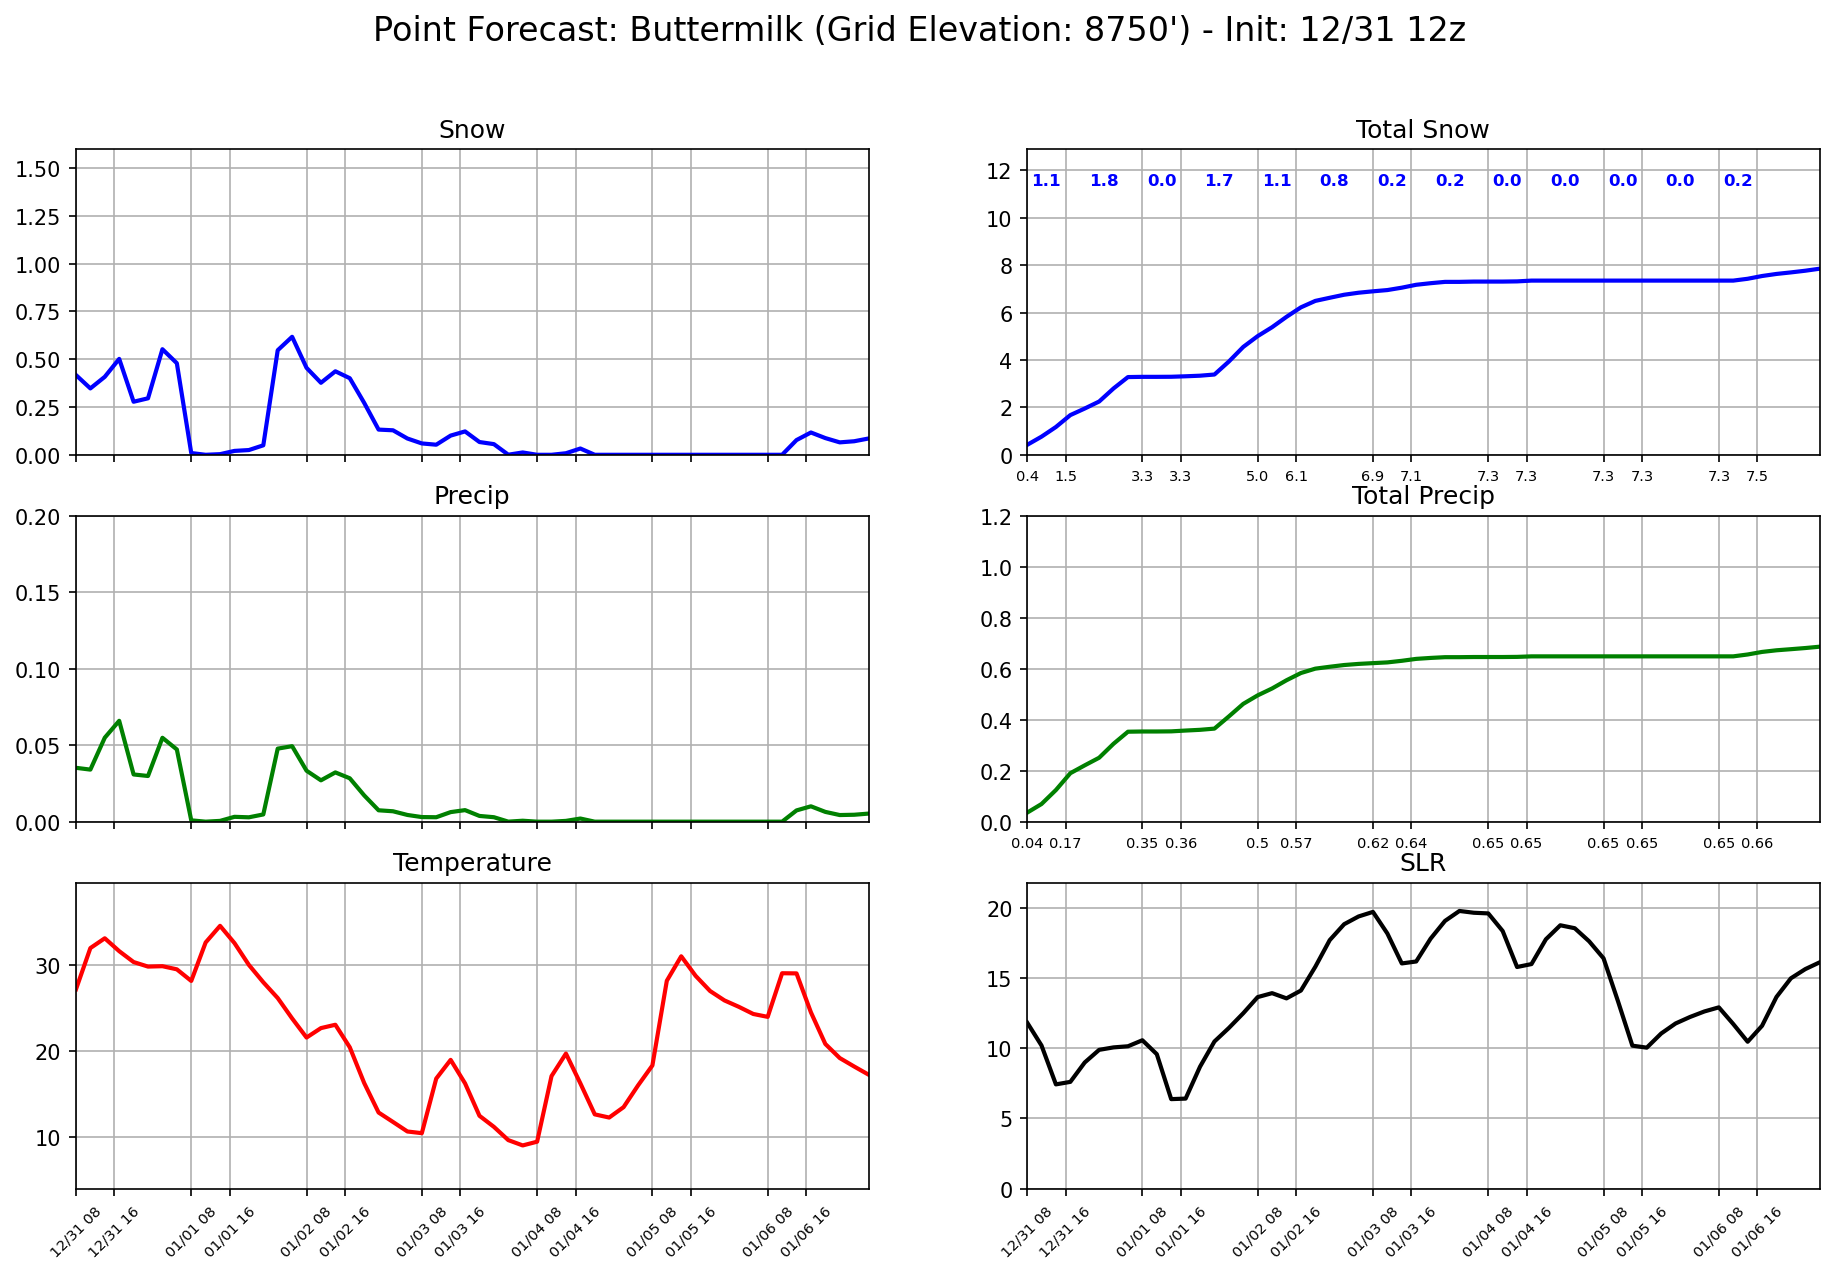 Point Forecast: Buttermilk (Grid Elevation: 8750') - Init: 12/31 12z
Snow
1.50
1.25
1.00
0.75
0.50
0.25
0.00
Total Snow
12
10
8
6
4
2
0
1.1 1.8 0.0 1.7 1.1 0.8 0.2 0.2 0.0 0.0 0.0 0.0 0.2
0.4 1.5 3.3 3.3 5.0 6.1 6.9 7.1 7.3 7.3 7.3 7.3 7.3 7.5
Precip
0.20
0.15
0.10
0.05
0.00
Total Precip
1.2
1.0
0.8
0.6
0.4
0.2
0.0
0.04 0.17 0.35 0.36 0.5 0.57 0.62 0.64 0.65 0.65 0.65 0.65 0.65 0.66
Temperature
30
20
10
12/31 08 12/31 16 01/01 08 01/01 16 01/02 08 01/02 16 01/03 08 01/03 16 01/04 08 01/04 16 01/05 08 01/05 16 01/06 08 01/06 16
SLR
20
15
10
5
0
12/31 08 12/31 16 01/01 08 01/01 16 01/02 08 01/02 16 01/03 08 01/03 16 01/04 08 01/04 16 01/05 08 01/05 16 01/06 08 01/06 16